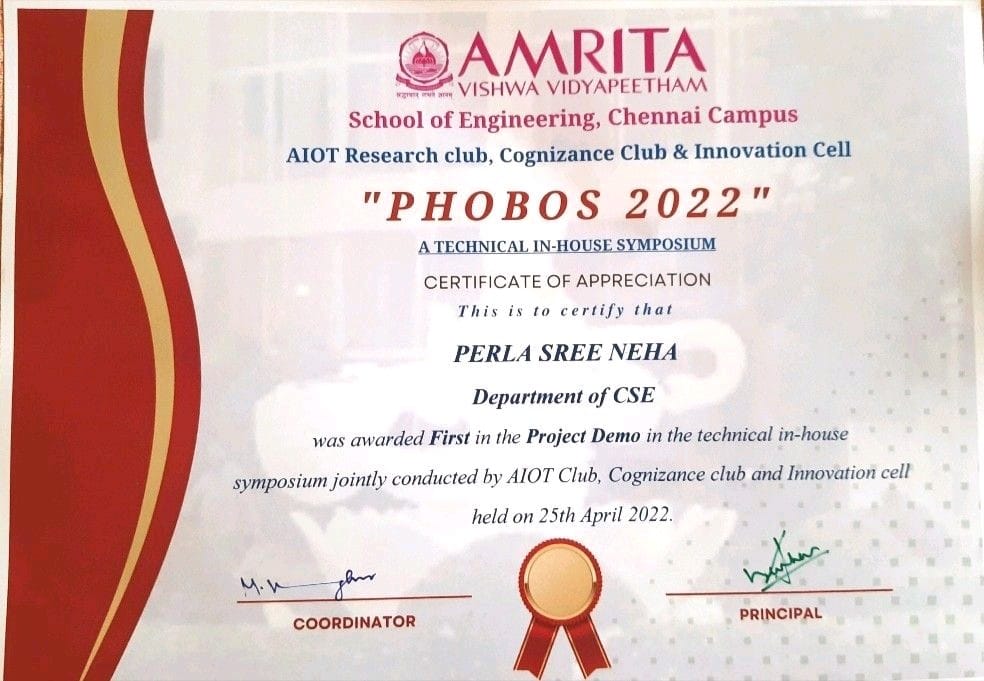 AMRITA
VISHWA VIDYAPEETHAM
School of Engineering, Chennai Campus
AIOT Research club, Cognizance Club & Innovation Cell
"PHOBOS 2022"
A TECHNICAL IN-HOUSE SYMPOSIUM
CERTIFICATE OF APPRECIATION
This is to certify that
PERLA SREE NEHA
Department of CSE
was awarded First in the Project Demo in the technical in-house
symposium jointly conducted by AIOT Club, Cognizance club and Innovation cell
held on 25th April 2022.
COORDINATOR
PRINCIPAL